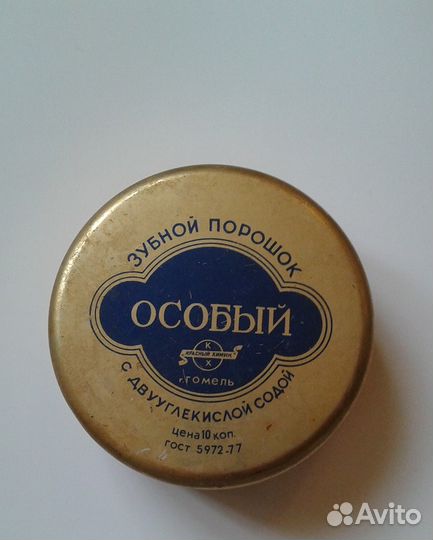 ЗУБНОЙ ПОРОШОК
ОСОБЫЙ
К
КРАСНЫЙ ХИМИК
Х
г. ГОМЕЛЬ
С ДВУУГЛЕКИСЛОЙ СОДОЙ
цена 10 коп.
ГОСТ 5972-77
Avito